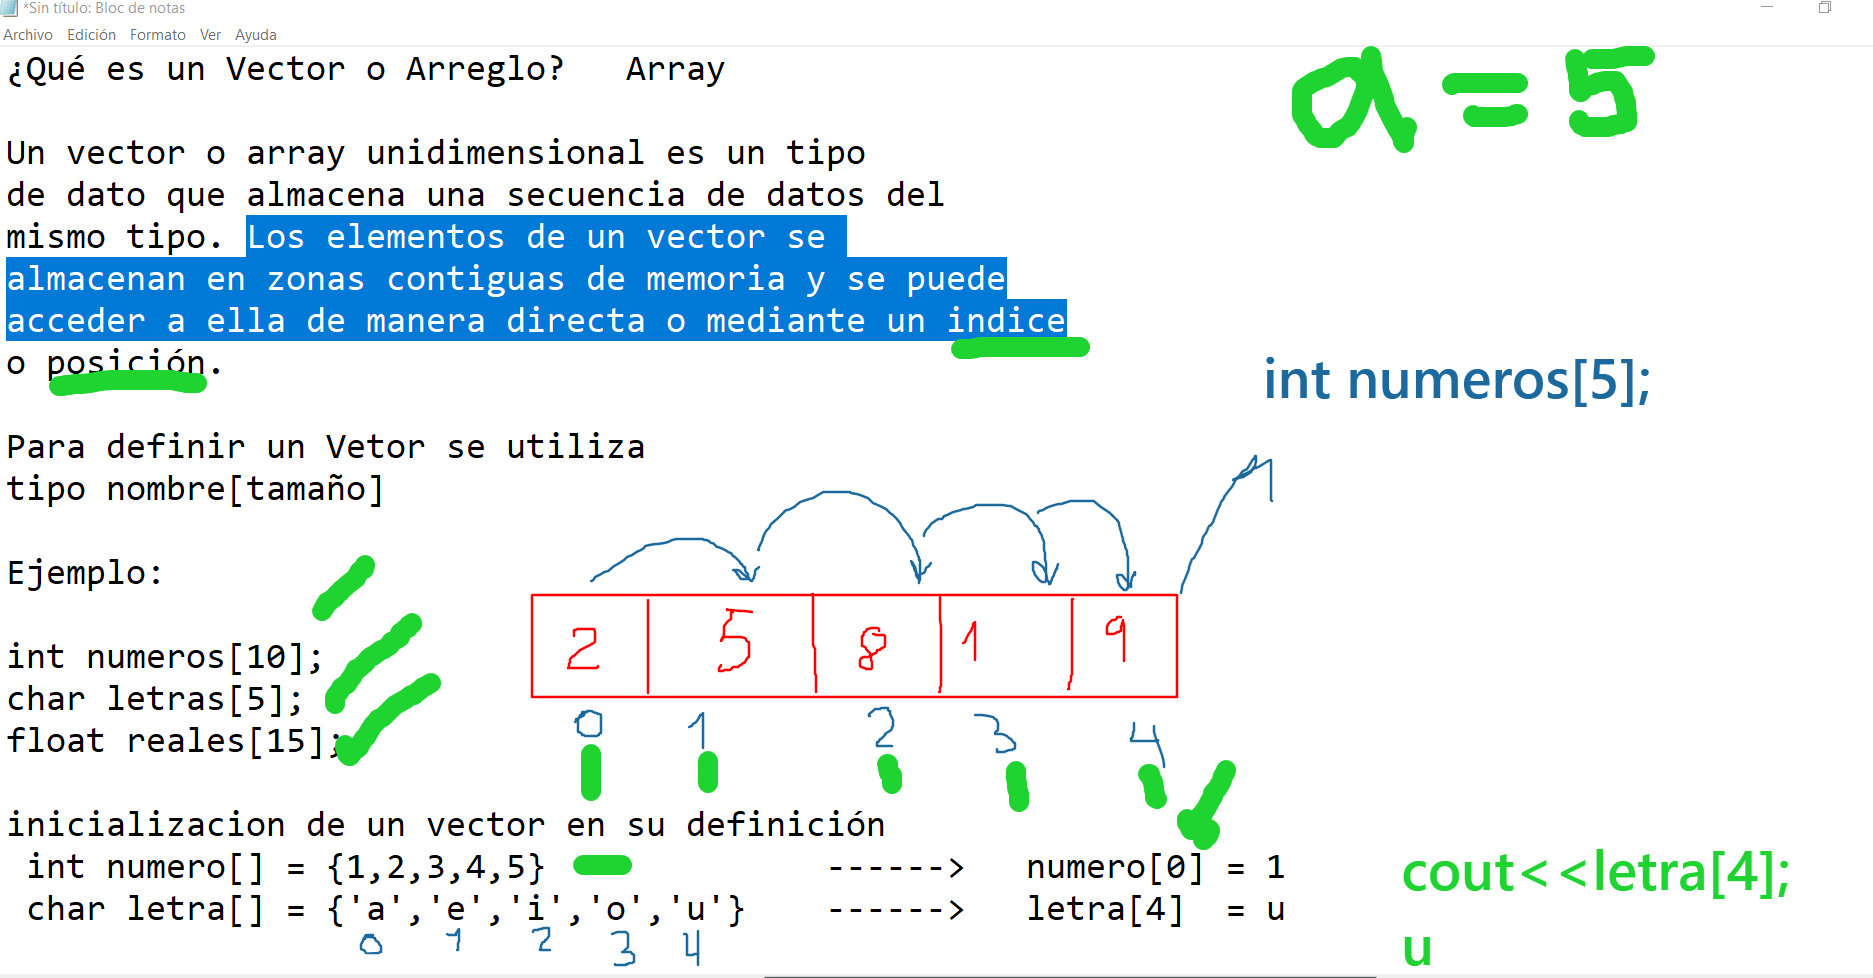 *Sin título: Bloc de notas
Archivo Edición Formato Ver Ayuda
¿Qué es un Vector o Arreglo? Array
a = 5
Un vector o array unidimensional es un tipo
de dato que almacena una secuencia de datos del
mismo tipo. Los elementos de un vector se
almacenan en zonas contiguas de memoria y se puede
acceder a ella de manera directa o mediante un indice
o posición.
int numeros[5];
Para definir un Vetor se utiliza
tipo nombre[tamaño]
Ejemplo:
int numeros[10];
char letras[5];
float reales[15];
2 5 8 1 9
0 1 2 3 4
inicializacion de un vector en su definición
int numero[] = {1,2,3,4,5} ------> numero[0] = 1
char letra[] = {'a','e','i','o','u'} ------> letra[4] = u
0 1 2 3 4
cout<<letra[4];
u